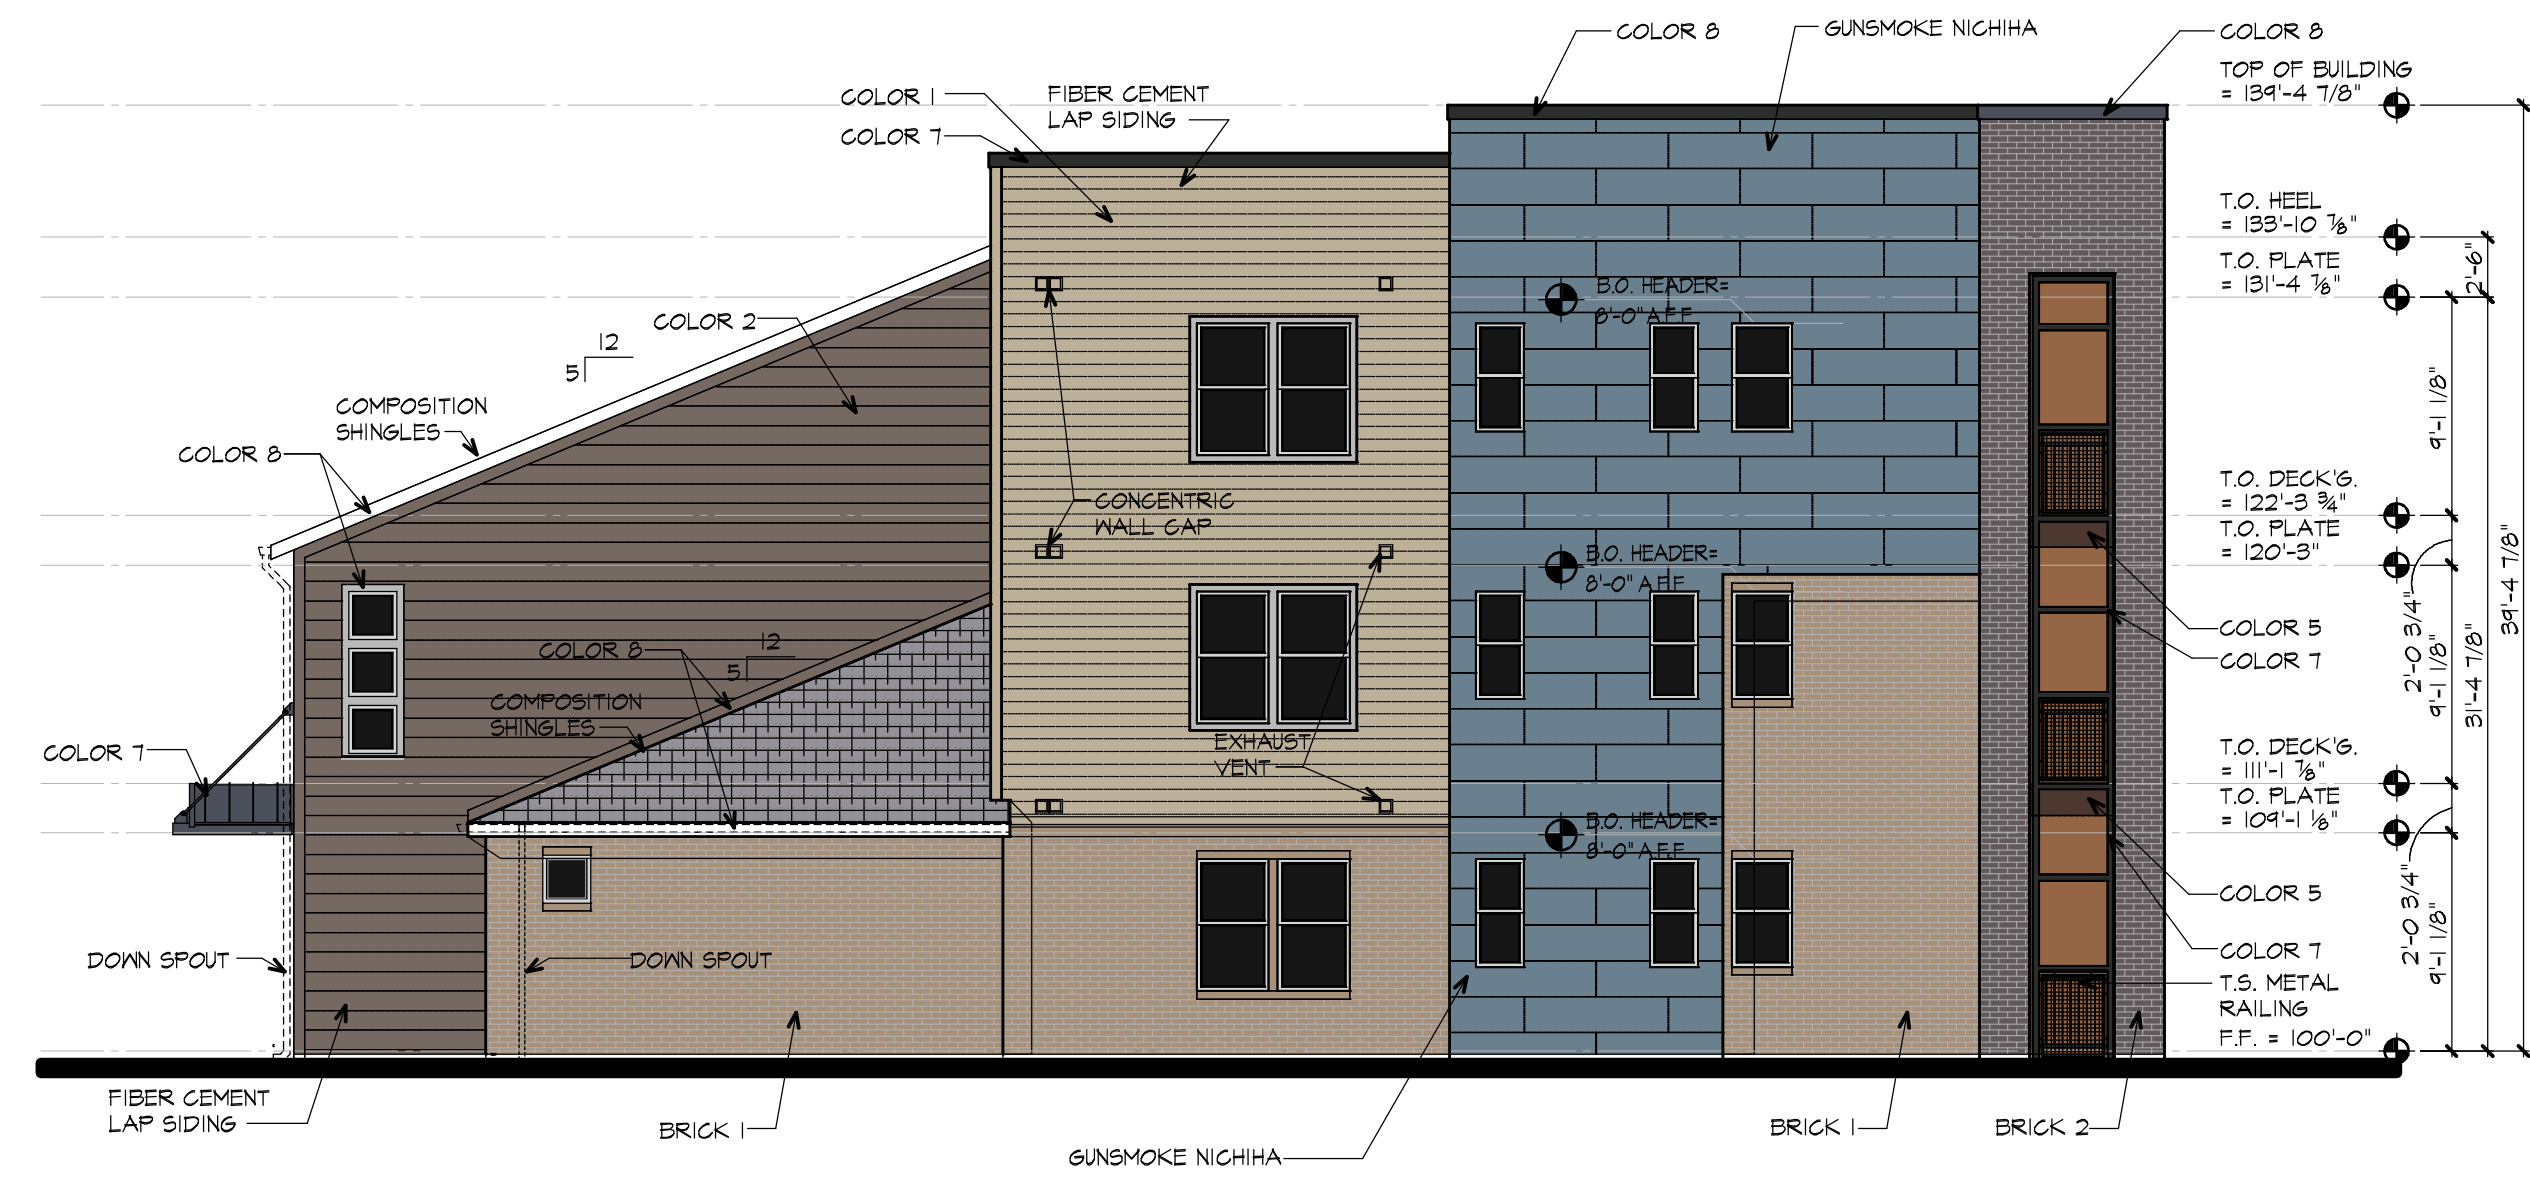 COLOR 8
GUNSMOKE NICHIHA
COLOR 8
TOP OF BUILDING
= 139'-4 7/8"
COLOR 1
COLOR 7
FIBER CEMENT
LAP SIDING
T.O. HEEL
= 133'-10 7/8"
T.O. PLATE
= 131'-4 7/8"
2'-6"
B.O. HEADER=
8'-0" A.F.F
COLOR 2
12
5
COMPOSITION
SHINGLES
COLOR 8
9'-1 1/8"
CONCENTRIC
WALL CAP
T.O. DECK'G.
= 122'-3 3/4"
T.O. PLATE
= 120'-3"
B.O. HEADER=
8'-0" A.F.F
39'-4 7/8"
COLOR 8
12
5
COMPOSITION
SHINGLES
COLOR 5
COLOR 7
2'-0 3/4"
9'-1 1/8"
31'-4 7/8"
COLOR 7
EXHAUST
VENT
T.O. DECK'G.
= 111'-1 7/8"
T.O. PLATE
= 109'-1 1/8"
B.O. HEADER=
8'-0" A.F.F
COLOR 5
2'-0 3/4"
9'-1 1/8"
DOWN SPOUT
DOWN SPOUT
COLOR 7
T.S. METAL
RAILING
F.F. = 100'-0"
FIBER CEMENT
LAP SIDING
BRICK 1
GUNSMOKE NICHIHA
BRICK 1
BRICK 2